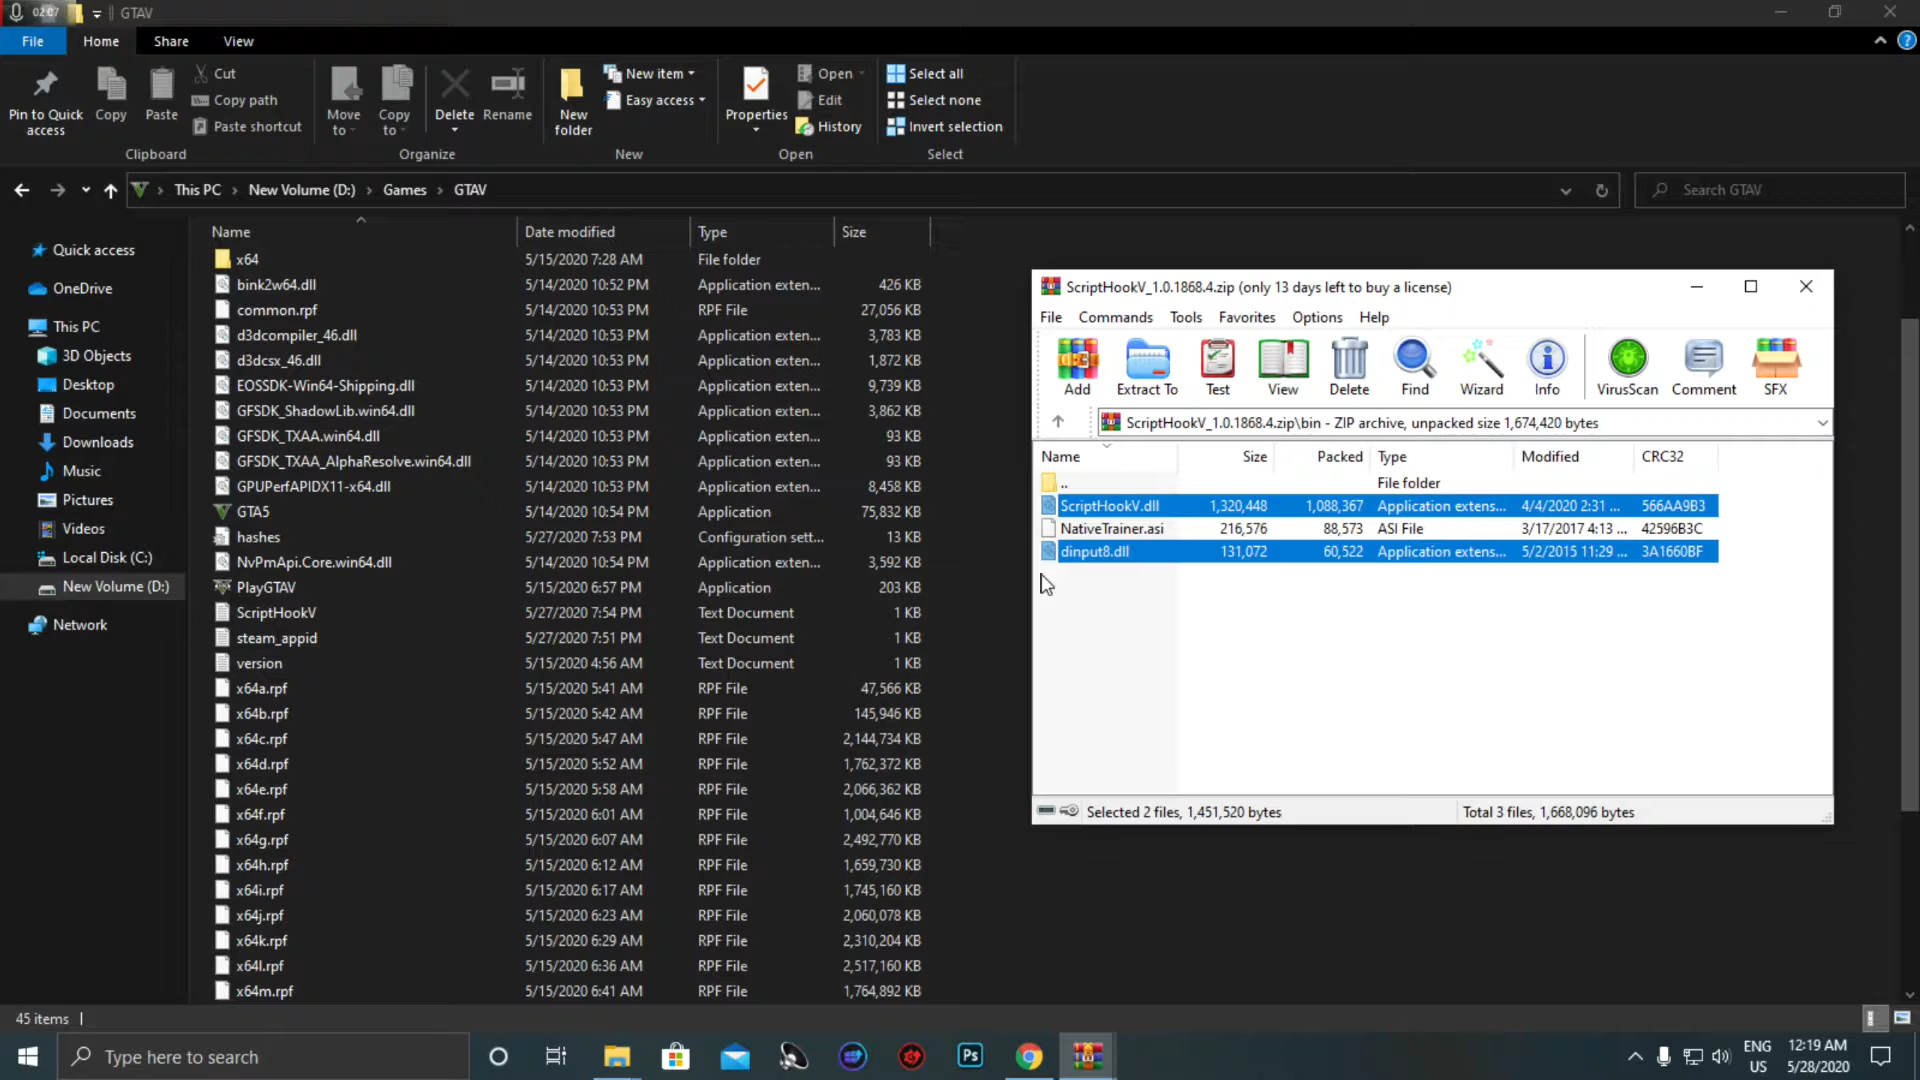 02:07 GTAV
File Home Share View
Pin to Quick access
Copy
Paste
Cut
Copy path
Paste shortcut
Clipboard
Move to
Copy to
Delete
Rename
Organize
New folder
New item
Easy access
New
Properties
Open
Edit
History
Open
Select all
Select none
Invert selection
Select
This PC New Volume (D:) Games GTAV
Search GTAV
Quick access
OneDrive
This PC
3D Objects
Desktop
Documents
Downloads
Music
Pictures
Videos
Local Disk (C:)
New Volume (D:)
Network
Name Date modified Type Size
x64 5/15/2020 7:28 AM File folder
bink2w64.dll 5/14/2020 10:52 PM Application exten... 426 KB
common.rpf 5/14/2020 10:53 PM RPF File 27,056 KB
d3dcompiler_46.dll 5/14/2020 10:53 PM Application exten... 3,783 KB
d3dcsx_46.dll 5/14/2020 10:53 PM Application exten... 1,872 KB
EOSSDK-Win64-Shipping.dll 5/14/2020 10:53 PM Application exten... 9,739 KB
GFSDK_ShadowLib.win64.dll 5/14/2020 10:53 PM Application exten... 3,862 KB
GFSDK_TXAA.win64.dll 5/14/2020 10:53 PM Application exten... 93 KB
GFSDK_TXAA_AlphaResolve.win64.dll 5/14/2020 10:53 PM Application exten... 93 KB
GPUPerfAPIDX11-x64.dll 5/14/2020 10:53 PM Application exten... 8,458 KB
GTA5 5/14/2020 10:54 PM Application 75,832 KB
hashes 5/27/2020 7:53 PM Configuration sett... 13 KB
NvPmApi.Core.win64.dll 5/14/2020 10:54 PM Application exten... 3,592 KB
PlayGTAV 5/15/2020 6:57 PM Application 203 KB
ScriptHookV 5/27/2020 7:54 PM Text Document 1 KB
steam_appid 5/27/2020 7:51 PM Text Document 1 KB
version 5/15/2020 4:56 AM Text Document 1 KB
x64a.rpf 5/15/2020 5:41 AM RPF File 47,566 KB
x64b.rpf 5/15/2020 5:42 AM RPF File 145,946 KB
x64c.rpf 5/15/2020 5:47 AM RPF File 2,144,734 KB
x64d.rpf 5/15/2020 5:52 AM RPF File 1,762,372 KB
x64e.rpf 5/15/2020 5:58 AM RPF File 2,066,362 KB
x64f.rpf 5/15/2020 6:01 AM RPF File 1,004,646 KB
x64g.rpf 5/15/2020 6:07 AM RPF File 2,492,770 KB
x64h.rpf 5/15/2020 6:12 AM RPF File 1,659,730 KB
x64i.rpf 5/15/2020 6:17 AM RPF File 1,745,160 KB
x64j.rpf 5/15/2020 6:23 AM RPF File 2,060,078 KB
x64k.rpf 5/15/2020 6:29 AM RPF File 2,310,204 KB
x64l.rpf 5/15/2020 6:36 AM RPF File 2,517,160 KB
x64m.rpf 5/15/2020 6:41 AM RPF File 1,764,892 KB
ScriptHookV_1.0.1868.4.zip (only 13 days left to buy a license)
File Commands Tools Favorites Options Help
Add Extract To Test View Delete Find Wizard Info VirusScan Comment SFX
ScriptHookV_1.0.1868.4.zip\bin - ZIP archive, unpacked size 1,674,420 bytes
Name Size Packed Type Modified CRC32
.. File folder
ScriptHookV.dll 1,320,448 1,088,367 Application extens... 4/4/2020 2:31 ... 566AA9B3
NativeTrainer.asi 216,576 88,573 ASI File 3/17/2017 4:13 ... 42596B3C
dinput8.dll 131,072 60,522 Application extens... 5/2/2015 11:29 ... 3A1660BF
Selected 2 files, 1,451,520 bytes Total 3 files, 1,668,096 bytes
45 items
Type here to search
Ps
ENG US
12:19 AM
5/28/2020